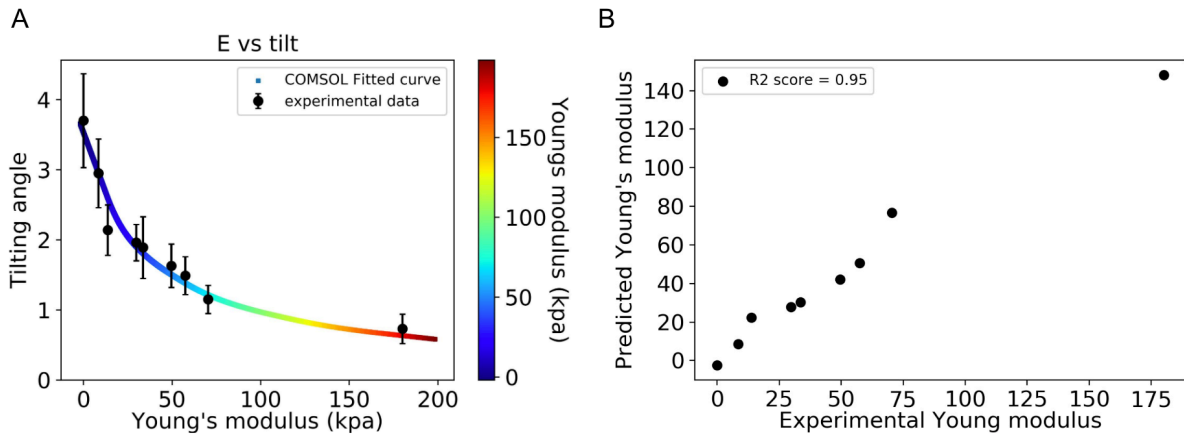 A
E vs tilt
COMSOL Fitted curve
experimental data
Tilting angle
4
3
2
1
0
0 50 100 150 200
Young's modulus (kpa)
150
100
50
0
Youngs modulus (kpa)
B
R2 score = 0.95
Predicted Young's modulus
140
120
100
80
60
40
20
0
0 25 50 75 100 125 150 175
Experimental Young modulus